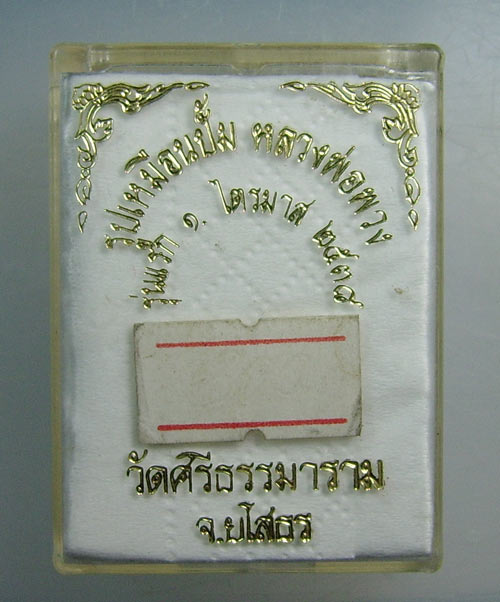 รูปเหมือนปั้ม หลวงพ่อพวง
รุ่นแรก ๑. ไตรมาส ๒๕๓๕
วัดศรีธรรมาราม
จ.ยโสธร